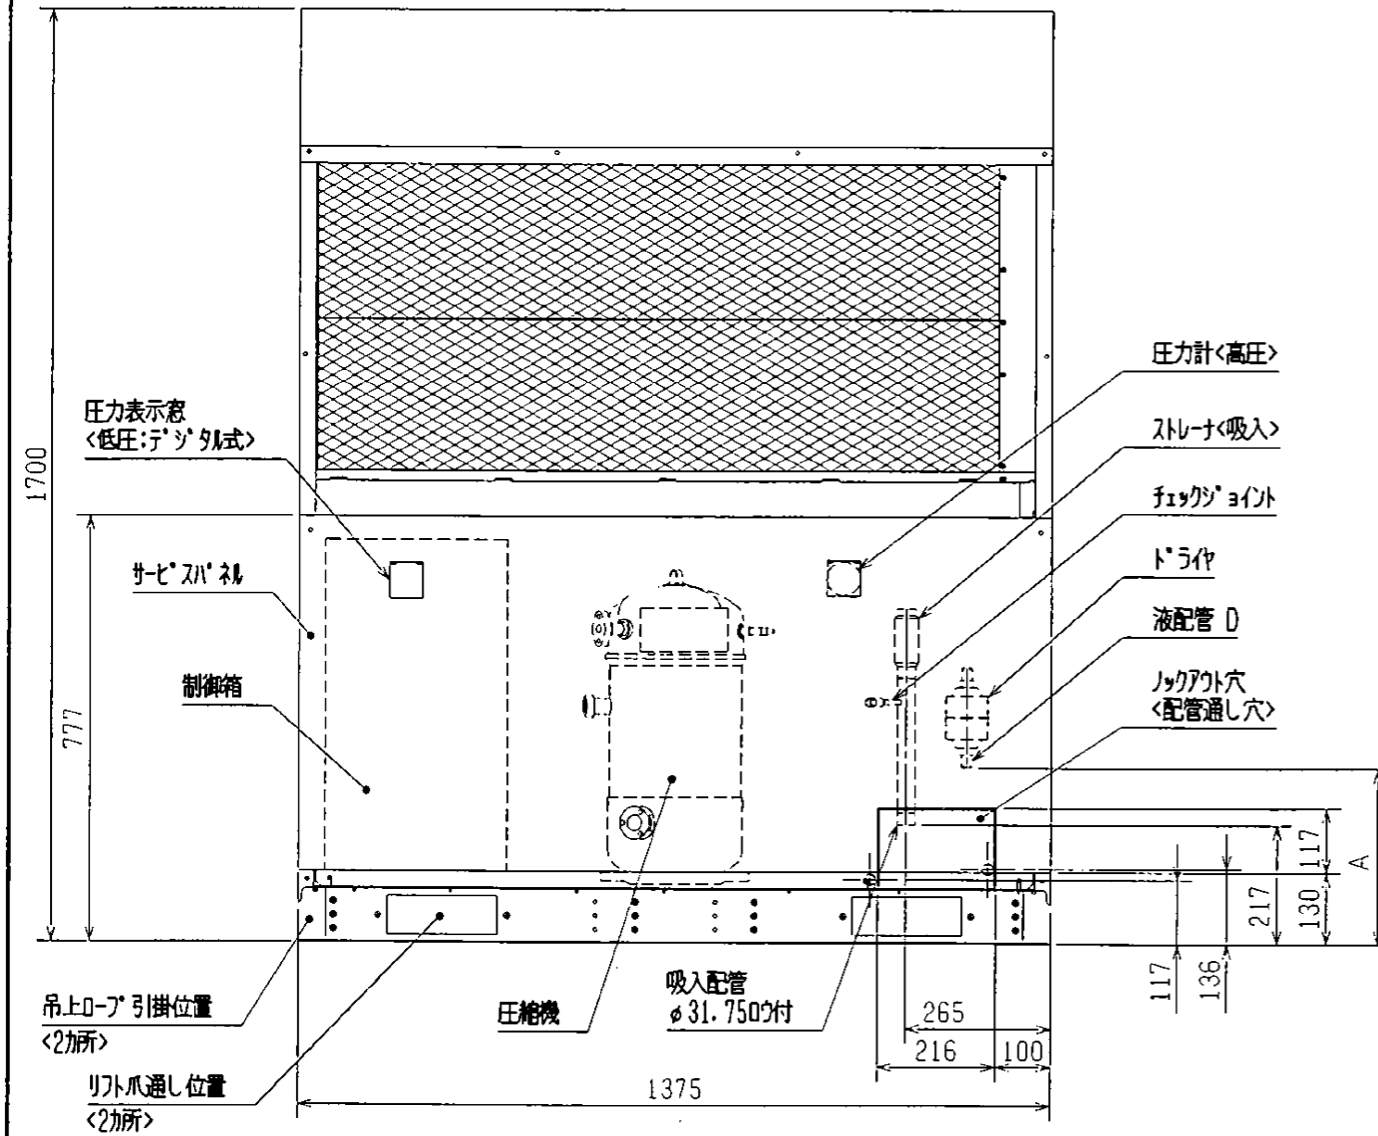 1700
圧力計<高圧>
圧力表示窓
<低圧:デジタル式>
ストレーナ<吸入>
チェックジョイント
777
サービスパネル
ドライヤ
液配管 D
制御箱
ノックアウト穴
<配管通し穴>
117
A
217
130
117
136
吊上ロープ引掛位置
<2カ所>
圧縮機
吸入配管
φ31.75ロウ付
265
216
100
リフト爪通し位置
<2カ所>
1375